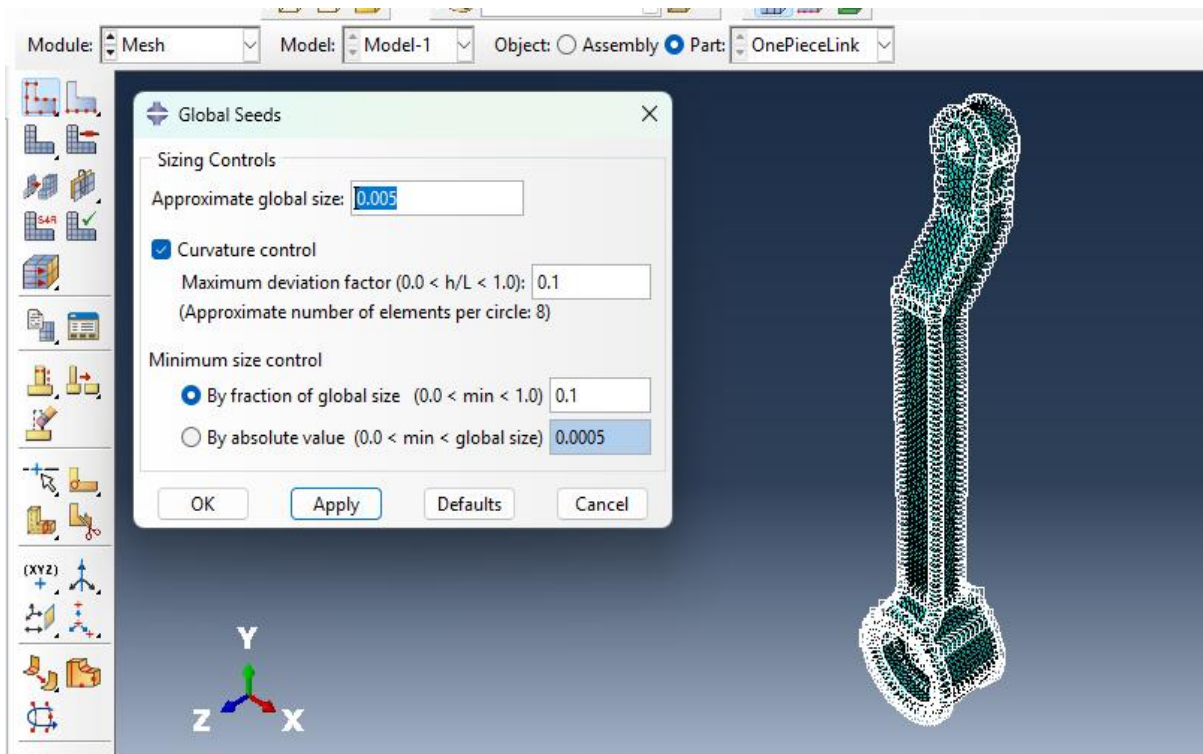 Module: Mesh Model: Model-1 Object: Assembly Part: OnePieceLink
Global Seeds
Sizing Controls
Approximate global size: 0.005
Curvature control
Maximum deviation factor (0.0 < h/L < 1.0): 0.1
(Approximate number of elements per circle: 8)
Minimum size control
By fraction of global size (0.0 < min < 1.0) 0.1
By absolute value (0.0 < min < global size) 0.0005
OK Apply Defaults Cancel
S4R
(XYZ)
Y
Z X